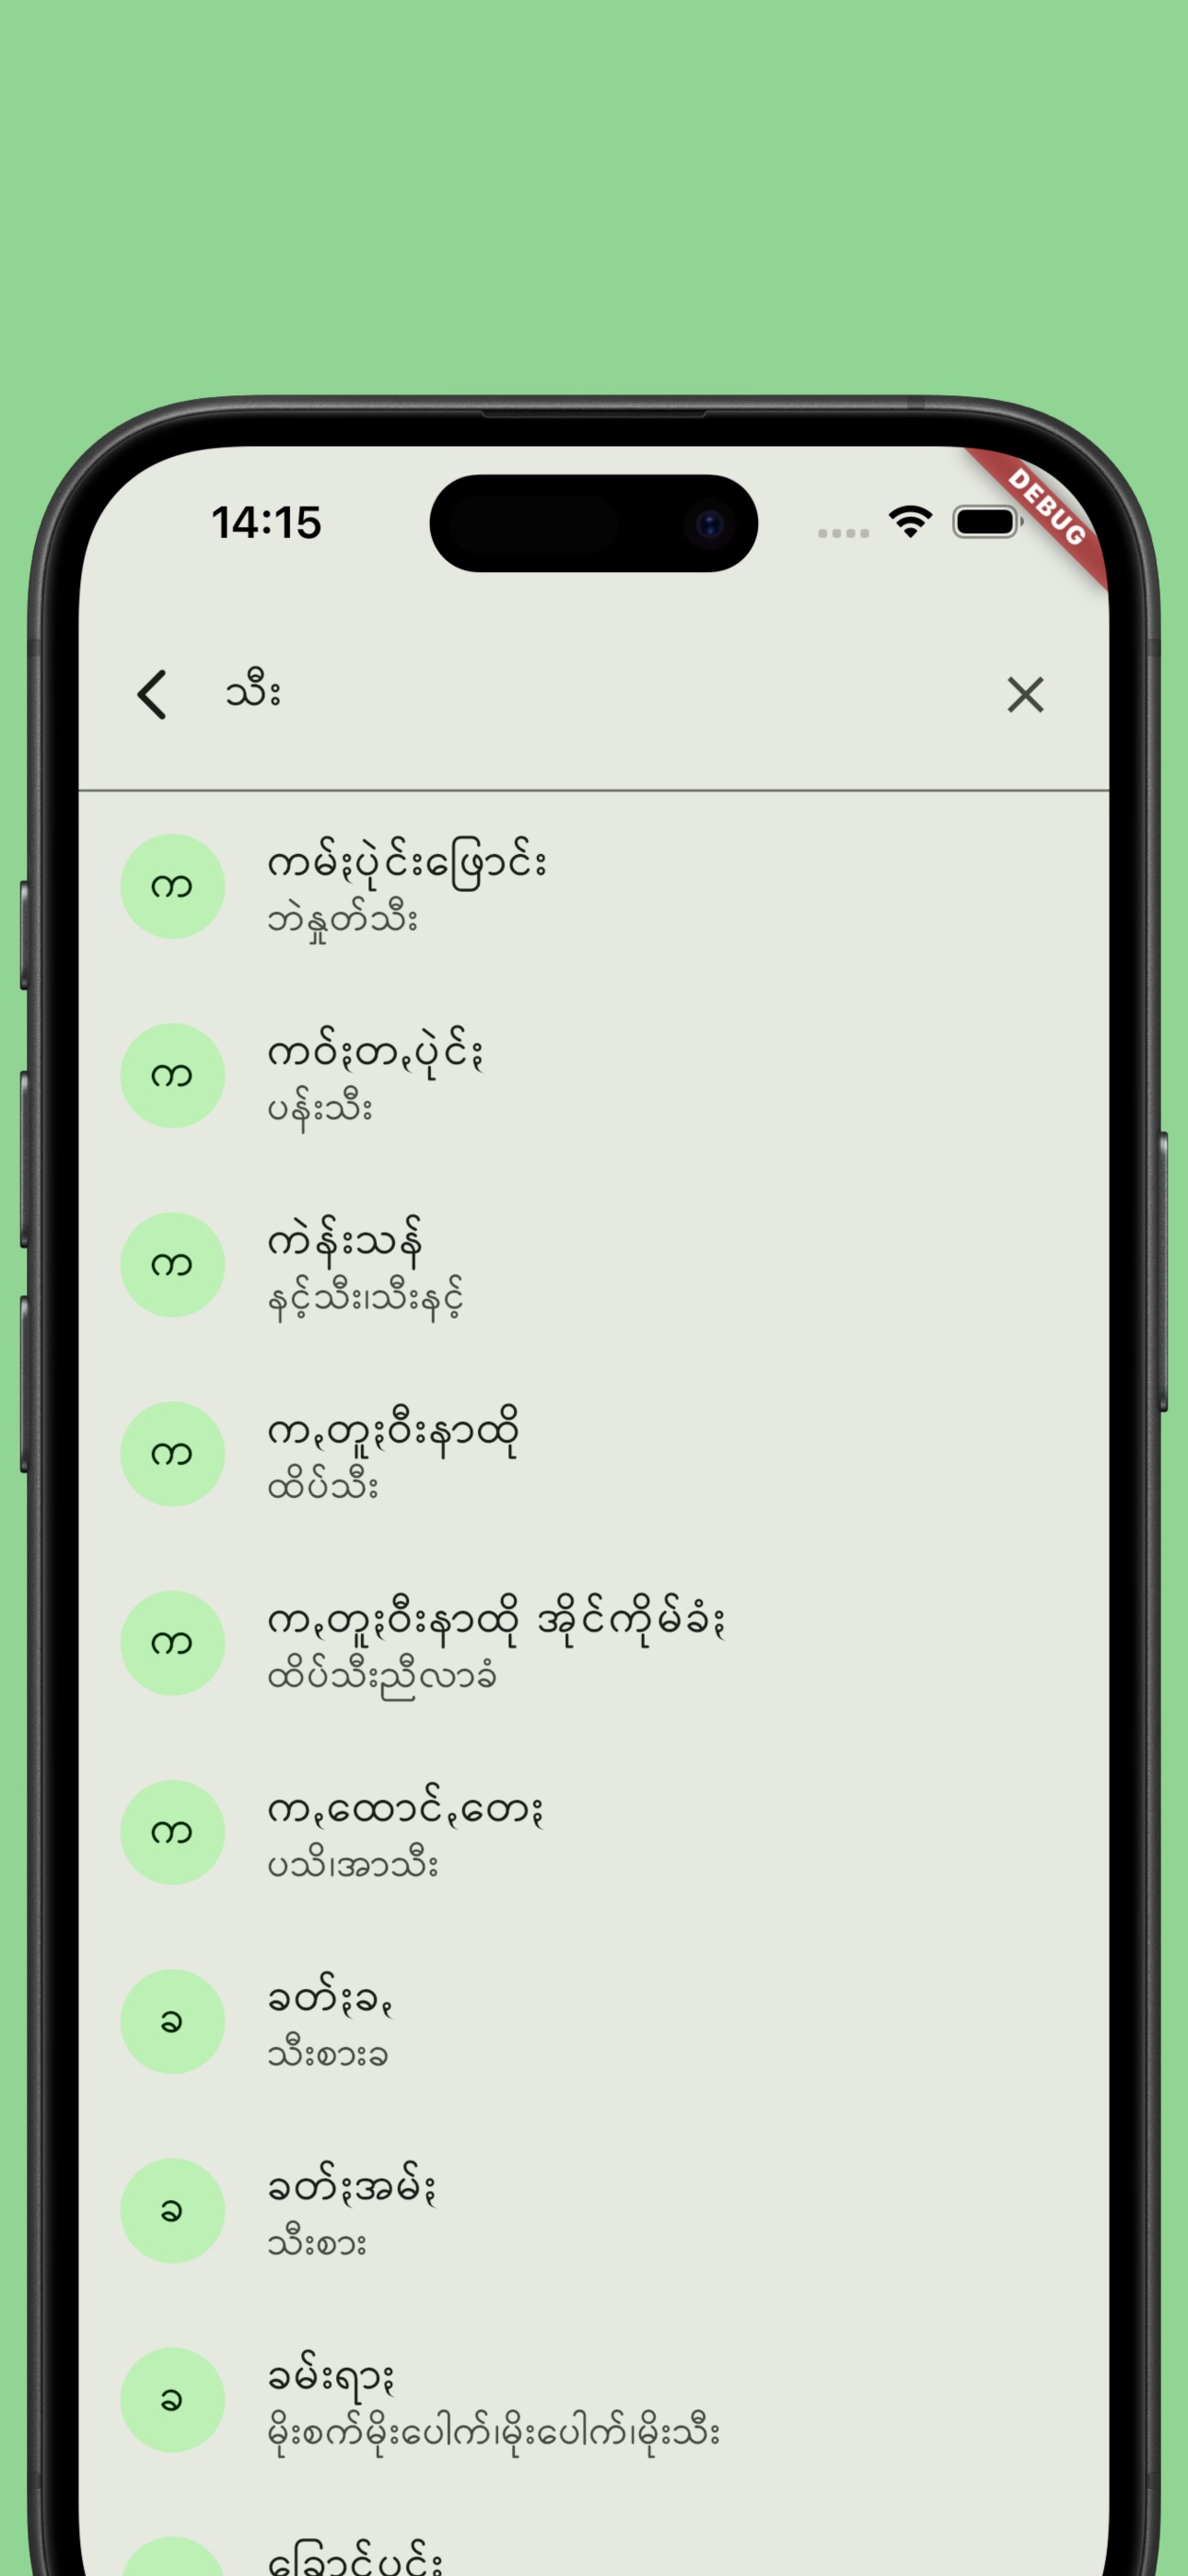 14:15
DEBUG
သီး
က
ကမ်ႏပုဲင်းဖြောင်း
ဘဲနှုတ်သီး
က
ကဝ်ႏတꩻပုဲင်ႏ
ပန်းသီး
က
ကဲန်းသန်
နင့်သီး၊သီးနင့်
က
ကꩻတူႏဝီးနာထို
ထိပ်သီး
က
ကꩻတူႏဝီးနာထို အိုင်ကိုမ်ခံႏ
ထိပ်သီးညီလာခံ
က
ကꩻထောင်ꩻတေႏ
ပသိ၊အာသီး
ခ
ခတ်ႏခꩻ
သီးစားခ
ခ
ခတ်ႏအမ်ႏ
သီးစား
ခ
ခမ်းရာႏ
မိုးစက်မိုးပေါက်၊မိုးပေါက်၊မိုးသီး